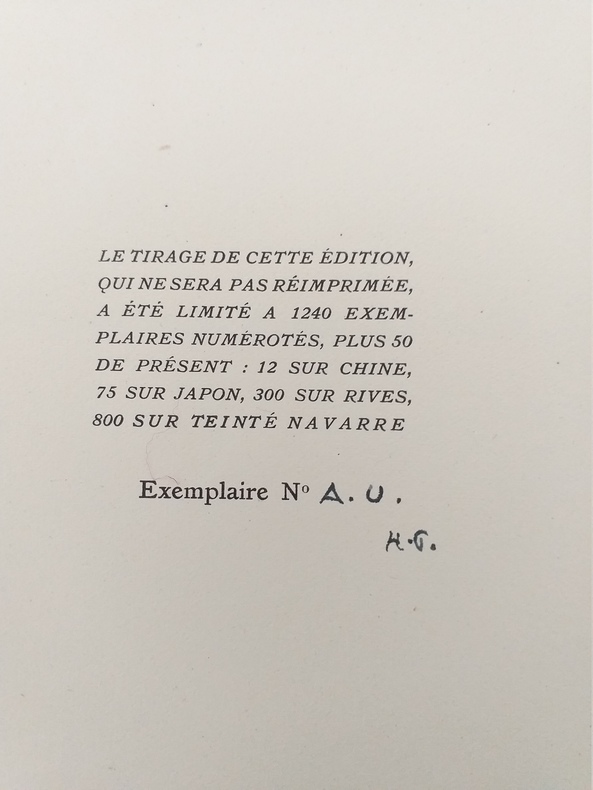 LE TIRAGE DE CETTE ÉDITION,
QUI NE SERA PAS RÉIMPRIMÉE,
A ÉTÉ LIMITÉ A 1240 EXEM-
PLAIRES NUMÉROTÉS, PLUS 50
DE PRÉSENT : 12 SUR CHINE,
75 SUR JAPON, 300 SUR RIVES,
800 SUR TEINTÉ NAVARRE
Exemplaire Nº A. U.